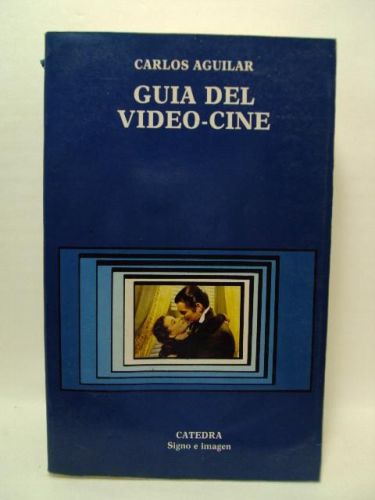 CARLOS AGUILAR
GUIA DEL
VIDEO-CINE
CATEDRA
Signo e Imagen